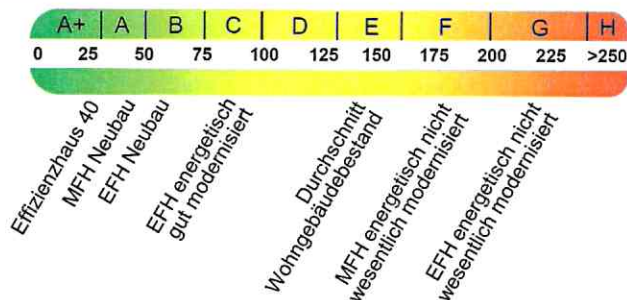 A+ A B C D E F G H
0 25 50 75 100 125 150 175 200 225 >250
Effizienzhaus 40
MFH Neubau
EFH Neubau
EFH energetisch
gut modernisiert
Durchschnitt
Wohngebäudebestand
MFH energetisch nicht
wesentlich modernisiert
EFH energetisch nicht
wesentlich modernisiert